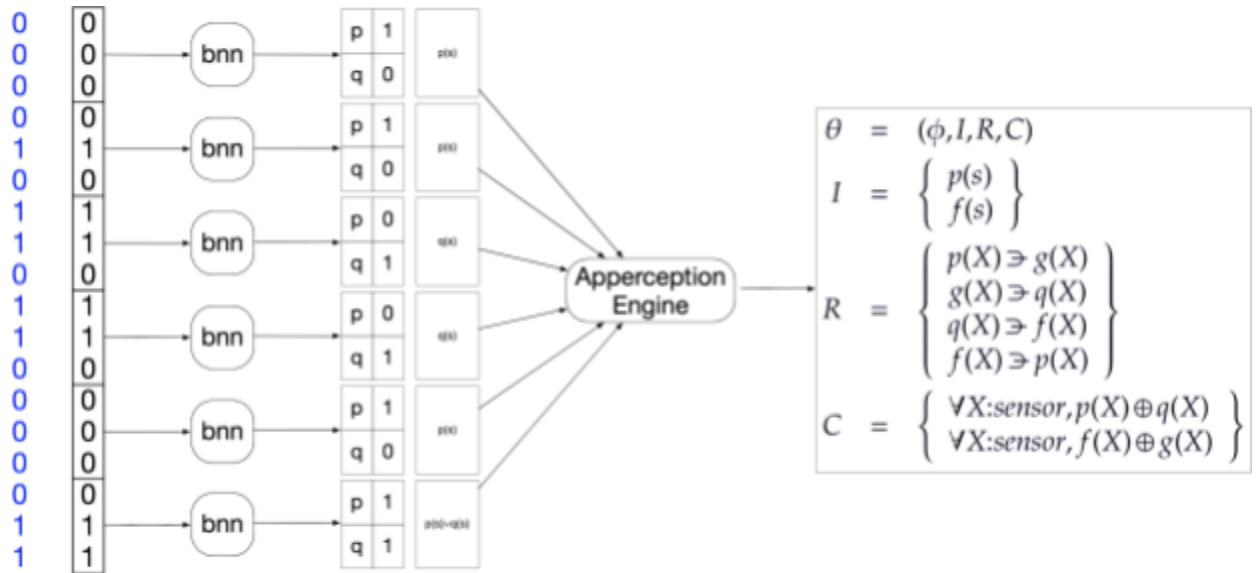 0 0
0 0
0 0
bnn
p 1
q 0
p(s)
0 0
1 1
0 0
bnn
p 1
q 0
p(s)
1 1
1 1
0 0
bnn
p 0
q 1
q(s)
1 1
1 1
0 0
bnn
p 0
q 1
q(s)
0 0
0 0
0 0
bnn
p 1
q 0
p(s)
0 0
1 1
1 1
bnn
p 1
q 1
p(s)∨q(s)
Apperception
Engine
θ = (ϕ,I,R,C)
I = { p(s)
f(s) }
R = { p(X)∋g(X)
g(X)∋q(X)
q(X)∋f(X)
f(X)∋p(X) }
C = { ∀X:sensor,p(X)⊕q(X)
∀X:sensor,f(X)⊕g(X) }